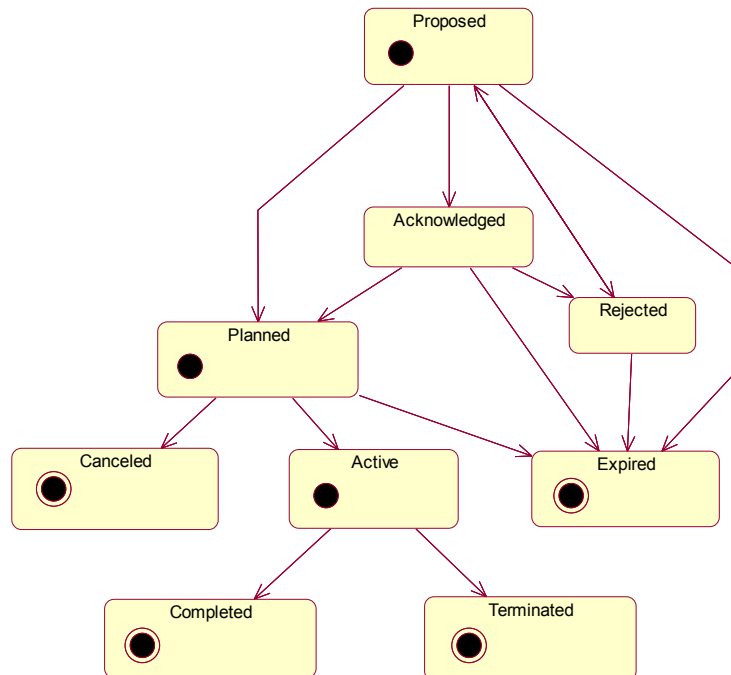 Proposed
Acknowledged
Rejected
Planned
Canceled
Active
Expired
Completed
Terminated